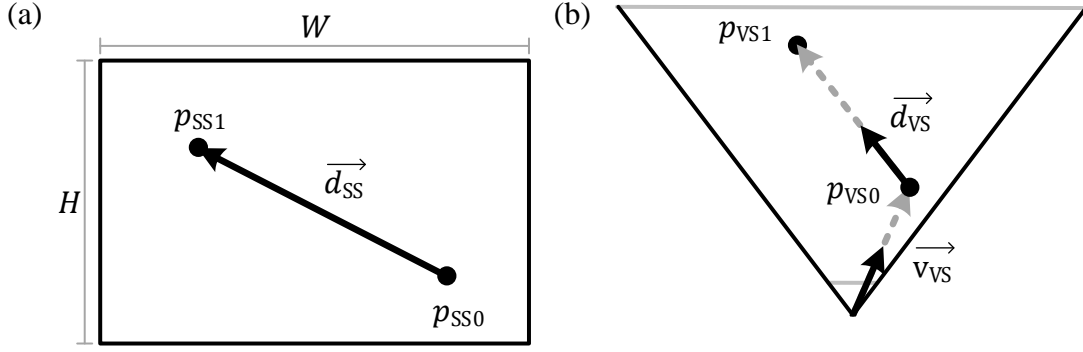 (a)
W
H
p_SS1
d_SS
p_SS0
(b)
p_VS1
d_VS
p_VS0
v_VS